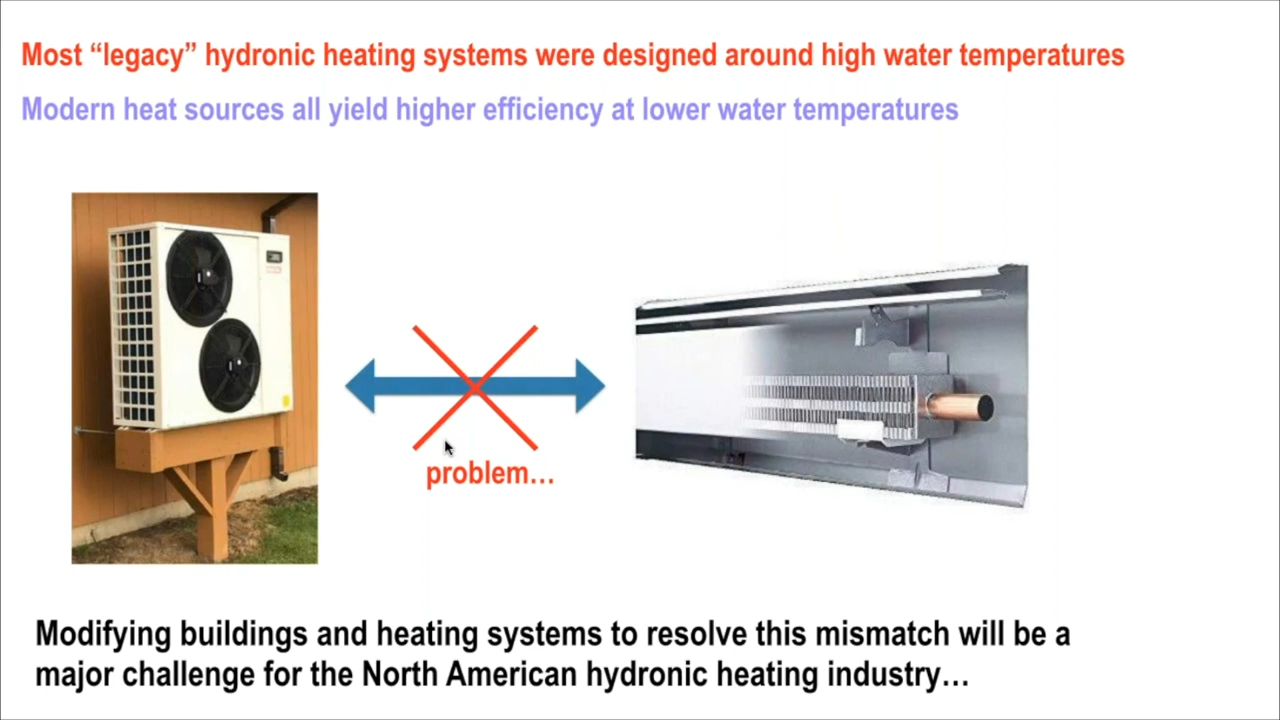 Most “legacy” hydronic heating systems were designed around high water temperatures
Modern heat sources all yield higher efficiency at lower water temperatures
problem…
Modifying buildings and heating systems to resolve this mismatch will be a
major challenge for the North American hydronic heating industry…